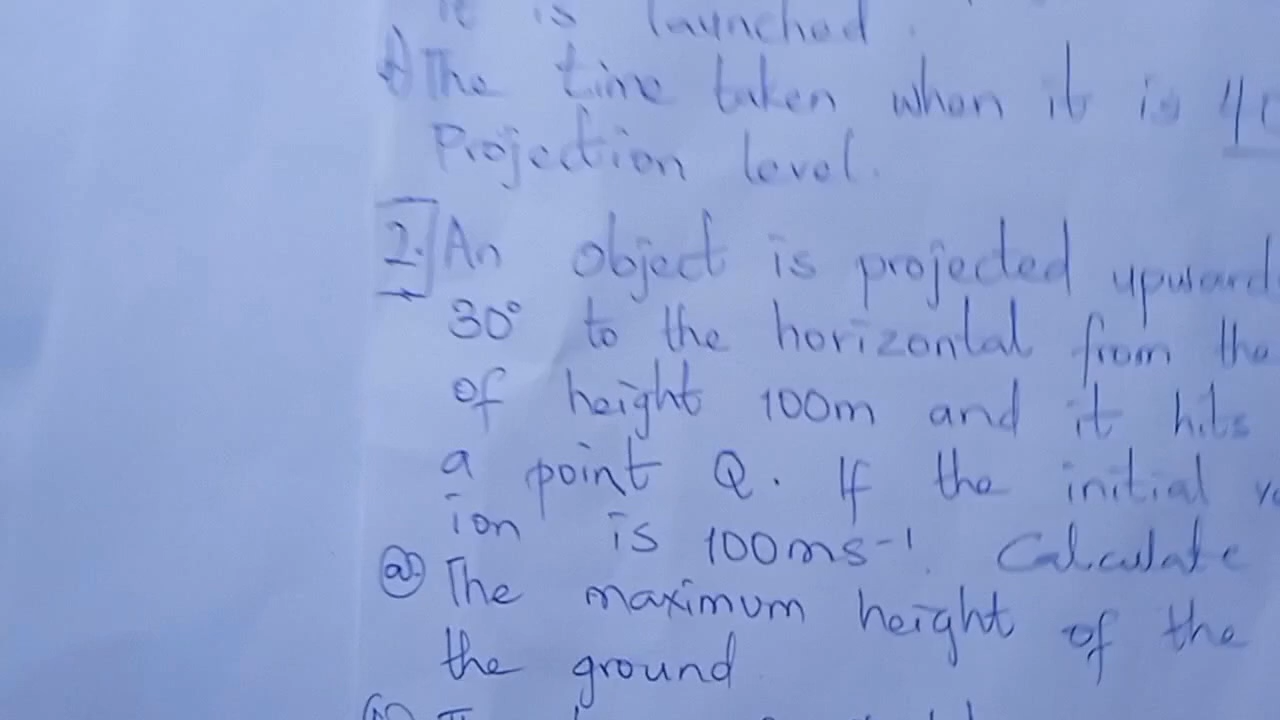 it is launched.
f) The time taken when it is 40
Projection level.
2. An object is projected upward
30° to the horizontal from the
of height 100m and it hits
a point Q. If the initial
ion is 100ms⁻¹. Calculate
a. The maximum height of the
the ground